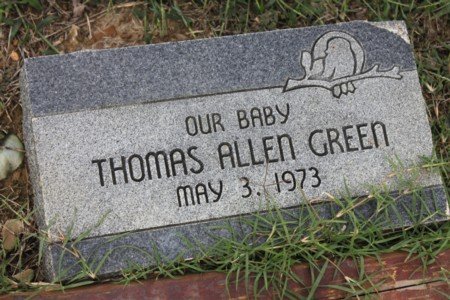 OUR BABY
THOMAS ALLEN GREEN
MAY 3, 1973